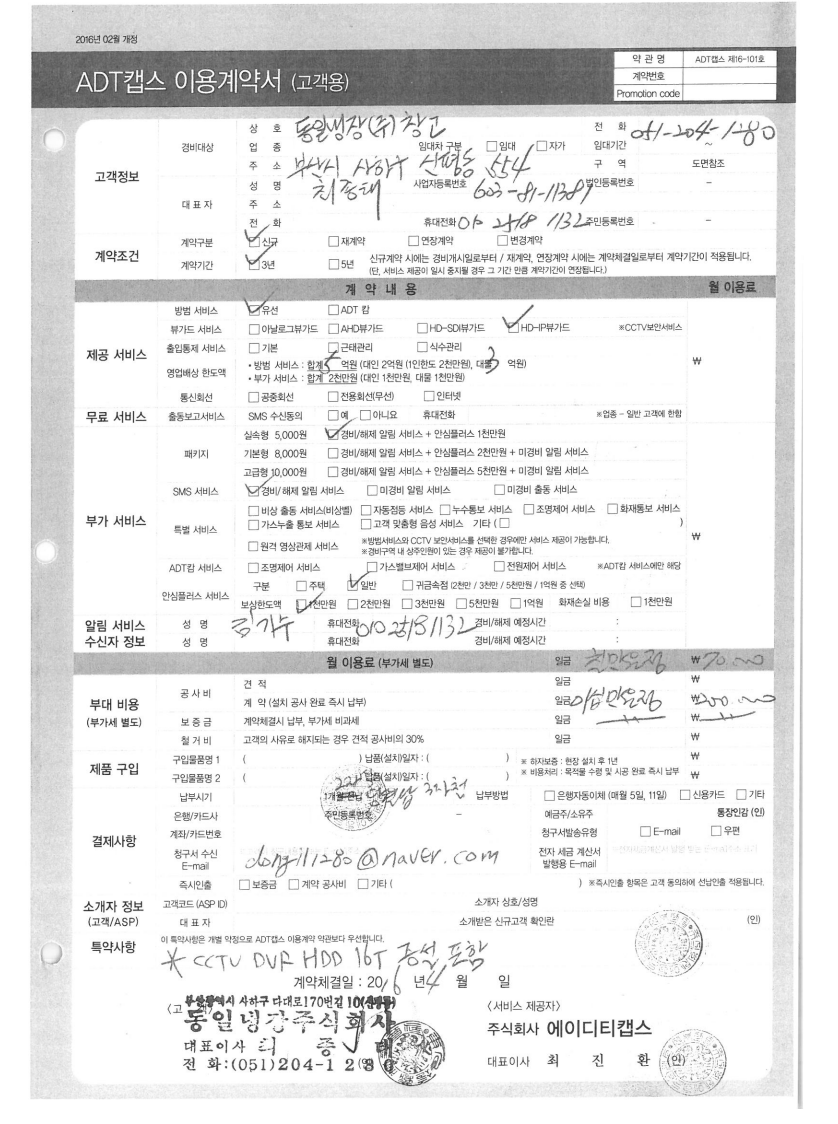 2016년 02월 개정
ADT캡스 이용계약서 (고객용)
약 관 명 ADT캡스 제16-101호
계약번호
Promotion code
고객정보
경비대상
상 호 동일냉장(주) 창고 전 화 051-204-1280
업 종 임대차 구분 □임대 □자가 임대기간 ~
주 소 부산시 사하구 신평동 554 구 역 도면참조
대 표 자
성 명 최종태 사업자등록번호 603-81-11389 법인등록번호 -
주 소
전 화 휴대전화 010 2518 1132 주민등록번호 -
계약조건
계약구분 ☑신규 □재계약 □연장계약 □변경계약
계약기간 ☑3년 □5년 신규계약 시에는 경비개시일로부터 / 재계약, 연장계약 시에는 계약체결일로부터 계약기간이 적용됩니다.
(단, 서비스 제공이 일시 중지될 경우 그 기간 만큼 계약기간이 연장됩니다.)
계 약 내 용 월 이용료
제공 서비스
방범 서비스 ☑유선 □ADT 캄
뷰가드 서비스 □아날로그뷰가드 □AHD뷰가드 □HD-SDI뷰가드 ☑HD-IP뷰가드 ※CCTV보안서비스
출입통제 서비스 □기본 □근태관리 □식수관리
영업배상 한도액 • 방범 서비스 : 합계 5 억원 (대인 2억원 (1인한도 2천만원), 대물 3 억원) ₩
• 부가 서비스 : 합계 2천만원 (대인 1천만원, 대물 1천만원)
통신회선 □공중회선 □전용회선(무선) □인터넷
무료 서비스 출동보고서비스 SMS 수신동의 □예 □아니요 휴대전화 ※업종 - 일반 고객에 한함
부가 서비스
패키지
실속형 5,000원 ☑경비/해제 알림 서비스 + 안심플러스 1천만원
기본형 8,000원 □경비/해제 알림 서비스 + 안심플러스 2천만원 + 미경비 알림 서비스
고급형 10,000원 □경비/해제 알림 서비스 + 안심플러스 5천만원 + 미경비 알림 서비스
SMS 서비스 ☑경비/해제 알림 서비스 □미경비 알림 서비스 □미경비 출동 서비스
특별 서비스 □비상 출동 서비스(비상벨) □자동점등 서비스 □누수통보 서비스 □조명제어 서비스 □화재통보 서비스 ₩
□가스누출 통보 서비스 □고객 맞춤형 음성 서비스 기타 (□ )
□원격 영상관제 서비스 ※방범서비스와 CCTV 보안서비스를 선택한 경우에만 서비스 제공이 가능합니다.
※경비구역 내 상주인원이 있는 경우 제공이 불가합니다.
ADT캄 서비스 □조명제어 서비스 □가스밸브제어 서비스 □전원제어 서비스 ※ADT캄 서비스에만 해당
안심플러스 서비스 구분 □주택 ☑일반 □귀금속점 (2천만 / 3천만 / 5천만원 / 1억원 중 선택)
보상한도액 ☑1천만원 □2천만원 □3천만원 □5천만원 □1억원 화재손실 비용 □1천만원
알림 서비스
수신자 정보
성 명 휴대전화 010 2518 1132 경비/해제 예정시간 :
성 명 휴대전화 경비/해제 예정시간 :
월 이용료 (부가세 별도) 일금 칠만원정 ₩70.000
부대 비용
(부가세 별도)
공 사 비
견 적 일금 ₩
계 약 (설치 공사 완료 즉시 납부) 일금 이십만원정 ₩200.000
보 증 금 계약체결시 납부, 부가세 비과세 일금 ₩
철 거 비 고객의 사유로 해지되는 경우 견적 공사비의 30% 일금 ₩
제품 구입
구입물품명 1 ( ) 납품(설치)일자 : ( ) ※ 하자보증 : 현장 설치 후 1년 ₩
구입물품명 2 ( ) 납품(설치)일자 : ( ) ※ 비용처리 : 목적물 수령 및 시공 완료 즉시 납부 ₩
결제사항
납부시기 1개월 선납 납부방법 □은행자동이체 (매월 5일, 11일) □신용카드 □기타
은행/카드사 주민등록번호 - 예금주/소유주 통장인감 (인)
계좌/카드번호 청구서발송유형 □E-mail □우편
청구서 수신
E-mail dongil1280@naver.com 전자 세금 계산서
발행용 E-mail
즉시인출 □보증금 □계약 공사비 □기타 ( ) ※즉시인출 항목은 고객 동의하에 선납인출 적용됩니다.
소개자 정보
(고객/ASP)
고객코드 (ASP ID) 소개자 상호/성명
대 표 자 소개받은 신규고객 확인란 (인)
특약사항 이 특약사항은 개별 약정으로 ADT캡스 이용계약 약관보다 우선합니다.
* CCTV DVR HDD 16T 증설 포함
계약체결일 : 2016 년 4 월 일
〈고 객〉
부산광역시 사하구 다대로170번길 10(신평동)
동일냉장주식회사
대표이사 최 종 태
전 화:(051)204-1280
(인)
〈서비스 제공자〉
주식회사 에이디티캡스
대표이사 최 진 환 (인)